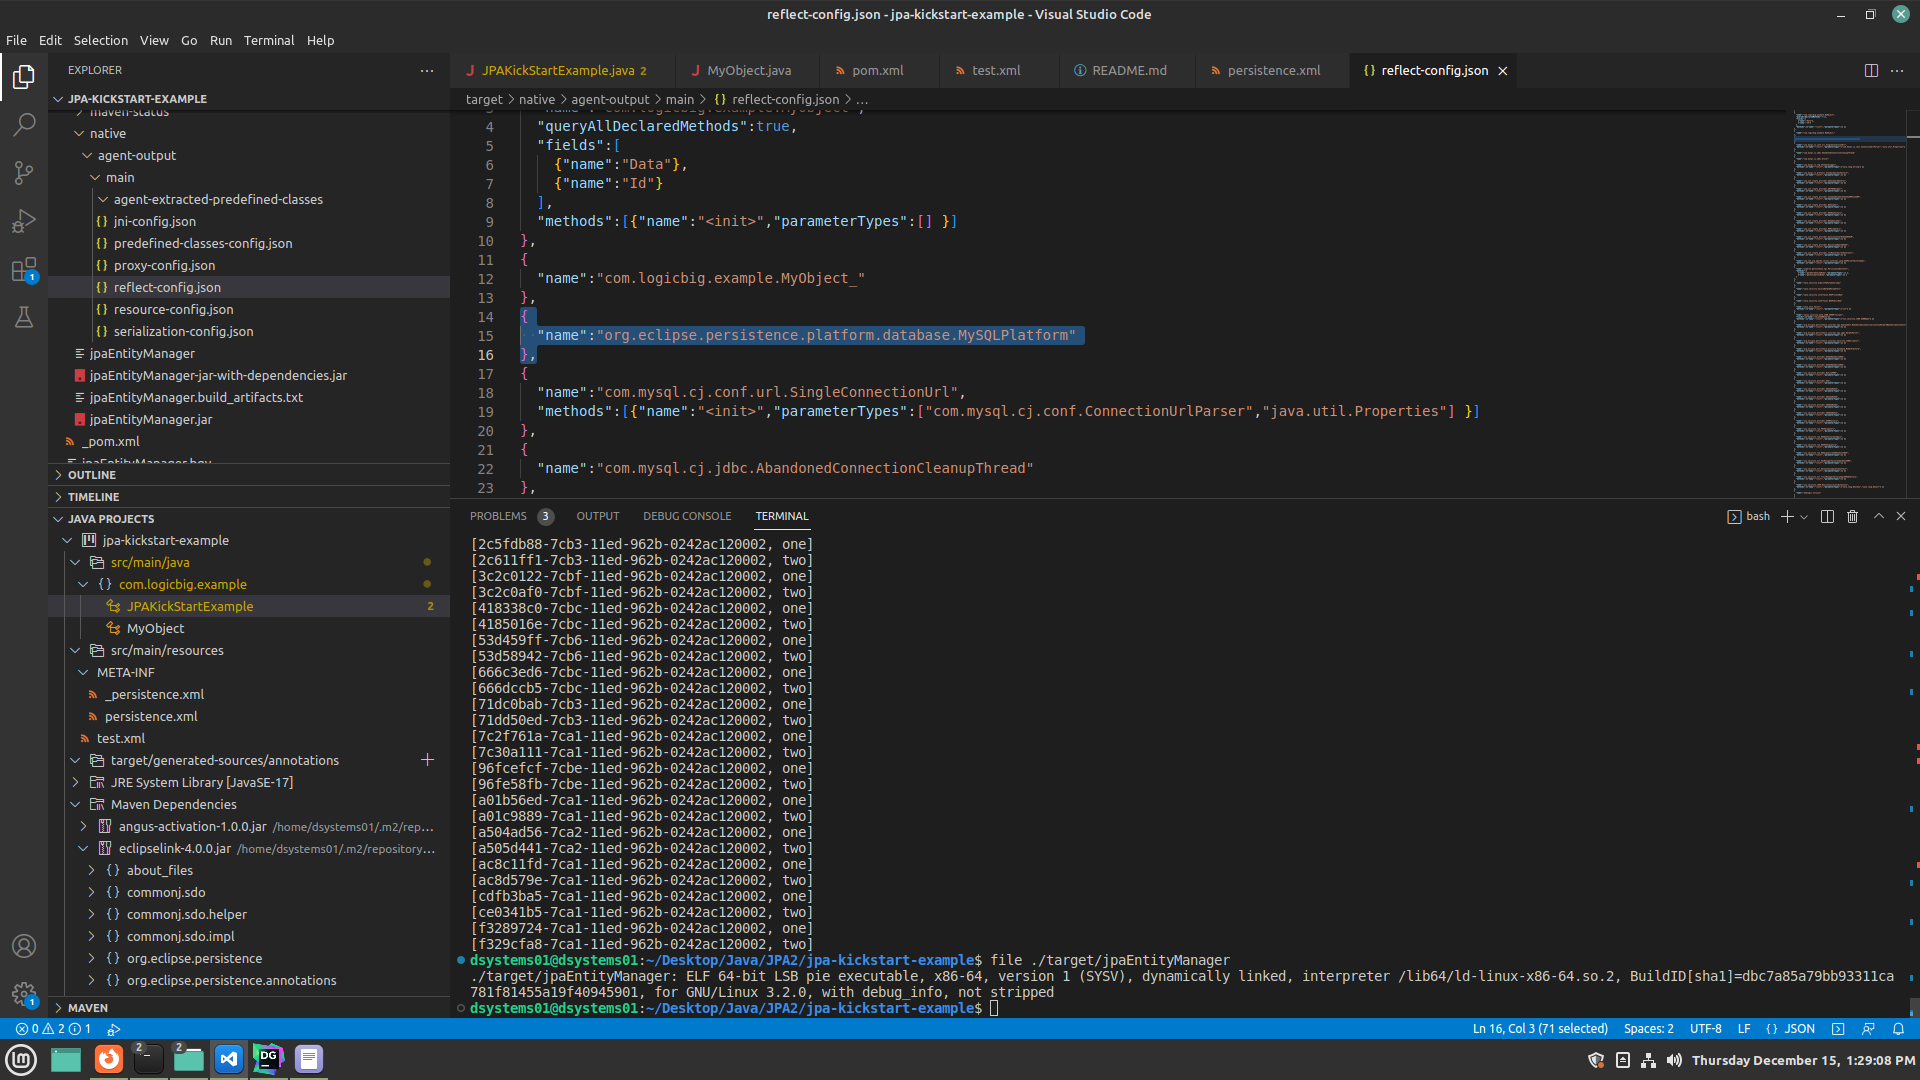 reflect-config.json - jpa-kickstart-example - Visual Studio Code
File Edit Selection View Go Run Terminal Help
EXPLORER
JPA-KICKSTART-EXAMPLE
maven-status
native
agent-output
main
agent-extracted-predefined-classes
{} jni-config.json
{} predefined-classes-config.json
{} proxy-config.json
{} reflect-config.json
{} resource-config.json
{} serialization-config.json
jpaEntityManager
jpaEntityManager-jar-with-dependencies.jar
jpaEntityManager.build_artifacts.txt
jpaEntityManager.jar
_pom.xml
OUTLINE
TIMELINE
JAVA PROJECTS
jpa-kickstart-example
src/main/java
{} com.logicbig.example
JPAKickStartExample 2
MyObject
src/main/resources
META-INF
_persistence.xml
persistence.xml
test.xml
target/generated-sources/annotations
JRE System Library [JavaSE-17]
Maven Dependencies
angus-activation-1.0.0.jar /home/dsystems01/.m2/rep...
eclipselink-4.0.0.jar /home/dsystems01/.m2/repository...
{} about_files
{} commonj.sdo
{} commonj.sdo.helper
{} commonj.sdo.impl
{} org.eclipse.persistence
{} org.eclipse.persistence.annotations
MAVEN
1
1
J JPAKickStartExample.java 2 J MyObject.java pom.xml test.xml README.md persistence.xml {} reflect-config.json
target > native > agent-output > main > {} reflect-config.json > ...
4 "queryAllDeclaredMethods":true,
5 "fields":[
6 {"name":"Data"},
7 {"name":"Id"}
8 ],
9 "methods":[{"name":"<init>","parameterTypes":[] }]
10 },
11 {
12 "name":"com.logicbig.example.MyObject_"
13 },
14 {
15 "name":"org.eclipse.persistence.platform.database.MySQLPlatform"
16 },
17 {
18 "name":"com.mysql.cj.conf.url.SingleConnectionUrl",
19 "methods":[{"name":"<init>","parameterTypes":["com.mysql.cj.conf.ConnectionUrlParser","java.util.Properties"] }]
20 },
21 {
22 "name":"com.mysql.cj.jdbc.AbandonedConnectionCleanupThread"
23 },
PROBLEMS 3 OUTPUT DEBUG CONSOLE TERMINAL
bash
[2c5fdb88-7cb3-11ed-962b-0242ac120002, one]
[2c611ff1-7cb3-11ed-962b-0242ac120002, two]
[3c2c0122-7cbf-11ed-962b-0242ac120002, one]
[3c2c0af0-7cbf-11ed-962b-0242ac120002, two]
[418338c0-7cbc-11ed-962b-0242ac120002, one]
[4185016e-7cbc-11ed-962b-0242ac120002, two]
[53d459ff-7cb6-11ed-962b-0242ac120002, one]
[53d58942-7cb6-11ed-962b-0242ac120002, two]
[666c3ed6-7cbc-11ed-962b-0242ac120002, one]
[666dccb5-7cbc-11ed-962b-0242ac120002, two]
[71dc0bab-7cb3-11ed-962b-0242ac120002, one]
[71dd50ed-7cb3-11ed-962b-0242ac120002, two]
[7c2f761a-7ca1-11ed-962b-0242ac120002, one]
[7c30a111-7ca1-11ed-962b-0242ac120002, two]
[96fcefcf-7cbe-11ed-962b-0242ac120002, one]
[96fe58fb-7cbe-11ed-962b-0242ac120002, two]
[a01b56ed-7ca1-11ed-962b-0242ac120002, one]
[a01c9889-7ca1-11ed-962b-0242ac120002, two]
[a504ad56-7ca2-11ed-962b-0242ac120002, one]
[a505d441-7ca2-11ed-962b-0242ac120002, two]
[ac8c11fd-7ca1-11ed-962b-0242ac120002, one]
[ac8d579e-7ca1-11ed-962b-0242ac120002, two]
[cdfb3ba5-7ca1-11ed-962b-0242ac120002, one]
[ce0341b5-7ca1-11ed-962b-0242ac120002, two]
[f3289724-7ca1-11ed-962b-0242ac120002, one]
[f329cfa8-7ca1-11ed-962b-0242ac120002, two]
dsystems01@dsystems01:~/Desktop/Java/JPA2/jpa-kickstart-example$ file ./target/jpaEntityManager
./target/jpaEntityManager: ELF 64-bit LSB pie executable, x86-64, version 1 (SYSV), dynamically linked, interpreter /lib64/ld-linux-x86-64.so.2, BuildID[sha1]=dbc7a85a79bb93311ca
781f81455a19f40945901, for GNU/Linux 3.2.0, with debug_info, not stripped
dsystems01@dsystems01:~/Desktop/Java/JPA2/jpa-kickstart-example$
0 2 1
Ln 16, Col 3 (71 selected) Spaces: 2 UTF-8 LF {} JSON
2 2 DG
Thursday December 15, 1:29:08 PM